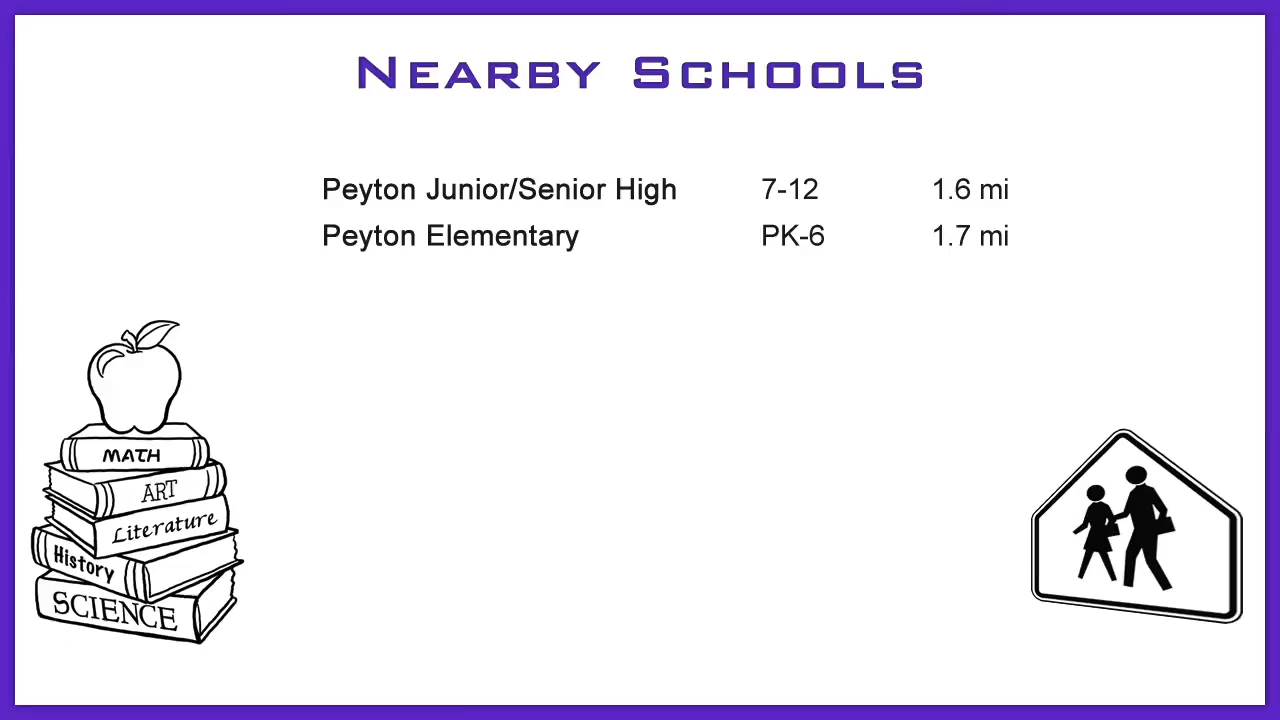 Nearby Schools
Peyton Junior/Senior High 7-12 1.6 mi
Peyton Elementary PK-6 1.7 mi
MATH
ART
Literature
History
SCIENCE